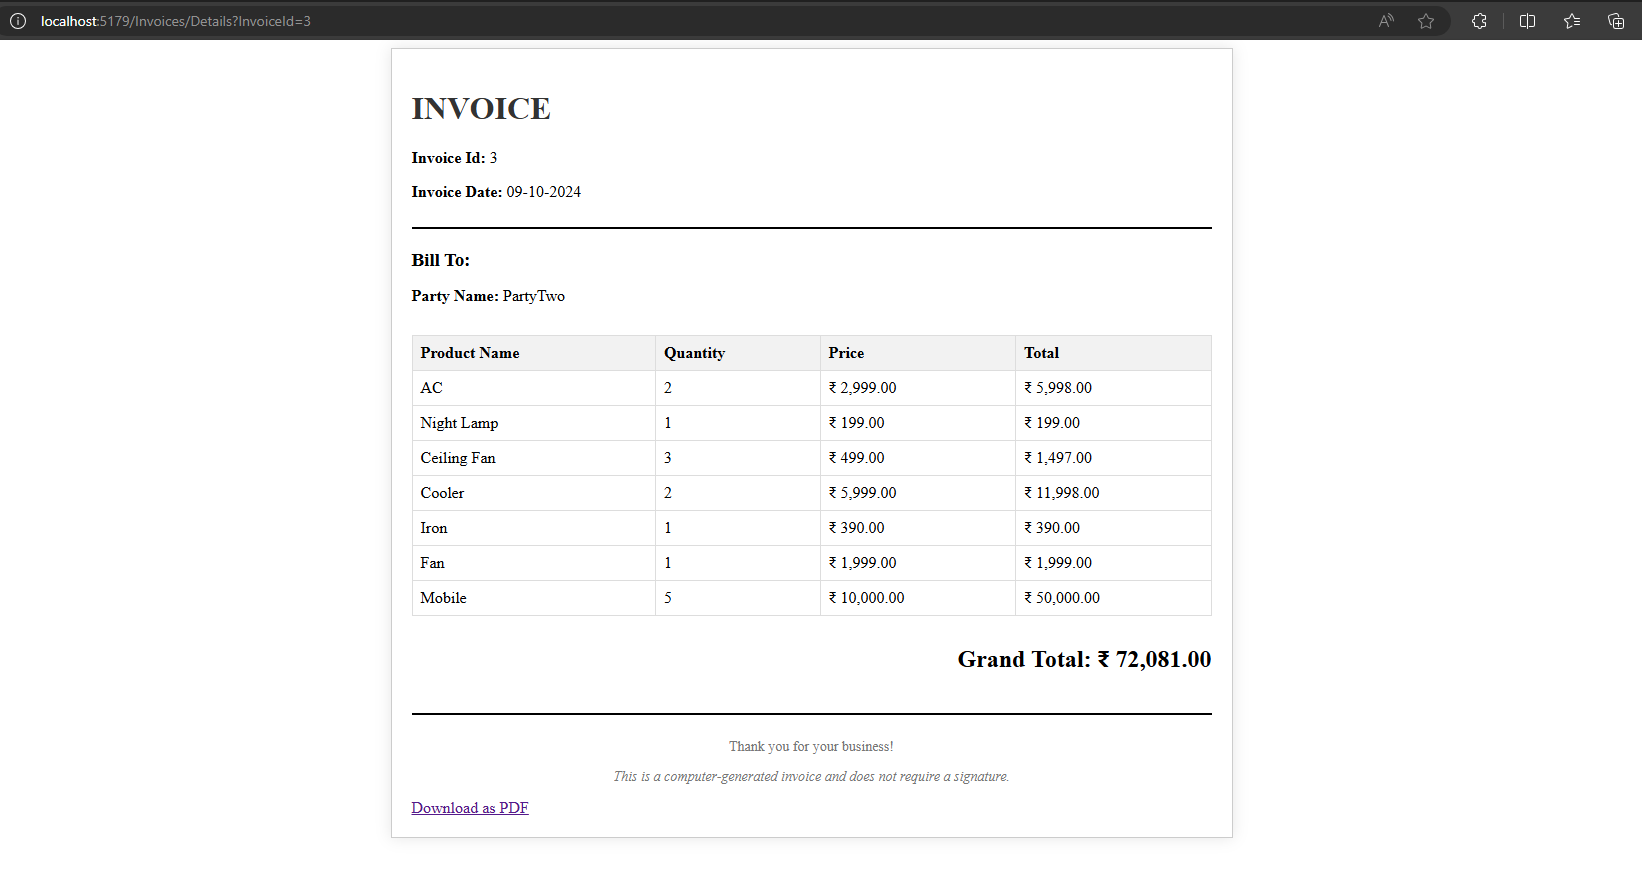 localhost:5179/Invoices/Details?InvoiceId=3
INVOICE
Invoice Id: 3
Invoice Date: 09-10-2024
Bill To:
Party Name: PartyTwo
Product Name Quantity Price Total
AC 2 ₹ 2,999.00 ₹ 5,998.00
Night Lamp 1 ₹ 199.00 ₹ 199.00
Ceiling Fan 3 ₹ 499.00 ₹ 1,497.00
Cooler 2 ₹ 5,999.00 ₹ 11,998.00
Iron 1 ₹ 390.00 ₹ 390.00
Fan 1 ₹ 1,999.00 ₹ 1,999.00
Mobile 5 ₹ 10,000.00 ₹ 50,000.00
Grand Total: ₹ 72,081.00
Thank you for your business!
This is a computer-generated invoice and does not require a signature.
Download as PDF